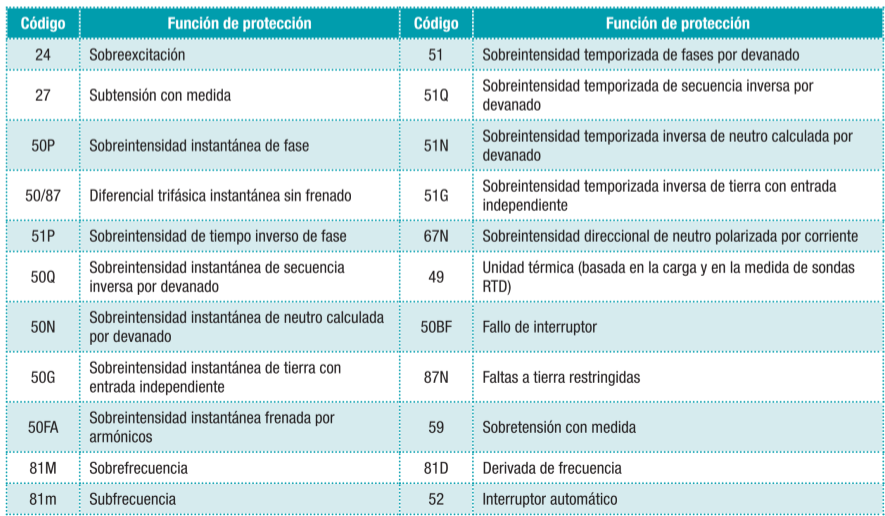 Código Función de protección Código Función de protección
24 Sobreexcitación 51 Sobreintensidad temporizada de fases por devanado
27 Subtensión con medida 51Q Sobreintensidad temporizada de secuencia inversa por
devanado
50P Sobreintensidad instantánea de fase 51N Sobreintensidad temporizada inversa de neutro calculada por
devanado
50/87 Diferencial trifásica instantánea sin frenado 51G Sobreintensidad temporizada inversa de tierra con entrada
independiente
51P Sobreintensidad de tiempo inverso de fase 67N Sobreintensidad direccional de neutro polarizada por corriente
50Q Sobreintensidad instantánea de secuencia
inversa por devanado 49 Unidad térmica (basada en la carga y en la medida de sondas
RTD)
50N Sobreintensidad instantánea de neutro calculada
por devanado 50BF Fallo de interruptor
50G Sobreintensidad instantánea de tierra con
entrada independiente 87N Faltas a tierra restringidas
50FA Sobreintensidad instantánea frenada por
armónicos 59 Sobretensión con medida
81M Sobrefrecuencia 81D Derivada de frecuencia
81m Subfrecuencia 52 Interruptor automático